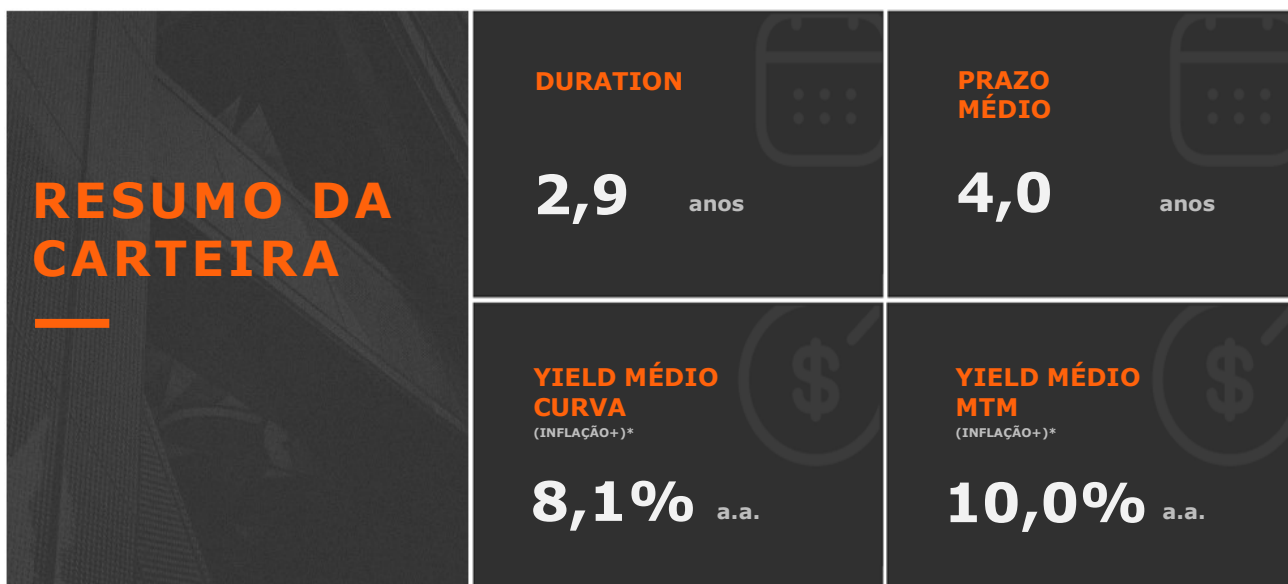 RESUMO DA
CARTEIRA
DURATION
2,9 anos
PRAZO
MÉDIO
4,0 anos
YIELD MÉDIO
CURVA
(INFLAÇÃO+)*
8,1% a.a.
YIELD MÉDIO
MTM
(INFLAÇÃO+)*
10,0% a.a.